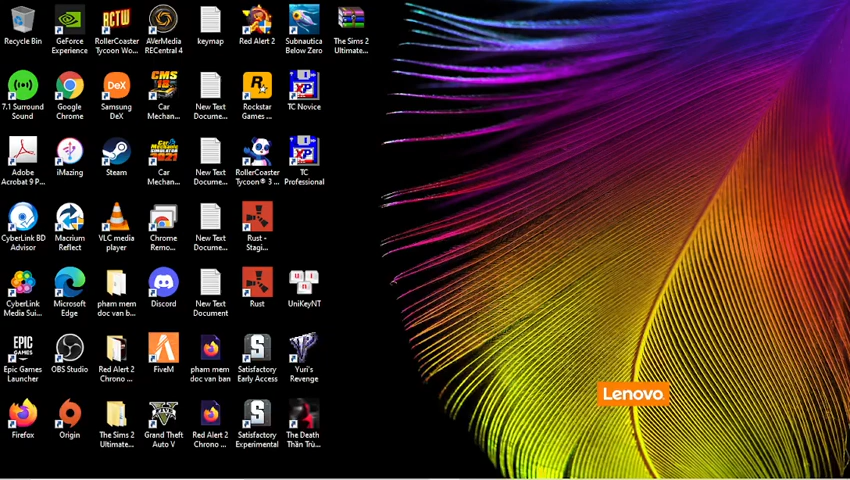 Recycle Bin
GeForce
Experience
RollerCoaster
Tycoon Wo...
AVerMedia
RECentral 4
keymap
Red Alert 2
Subnautica
Below Zero
The Sims 2
Ultimate...
7.1 Surround
Sound
Google
Chrome
Samsung
DeX
Car
Mechan...
New Text
Docume...
Rockstar
Games ...
TC Novice
Adobe
Acrobat 9 P...
iMazing
Steam
Car
Mechan...
New Text
Docume...
RollerCoaster
Tycoon® 3 ...
TC
Professional
CyberLink BD
Advisor
Macrium
Reflect
VLC media
player
Chrome
Remo...
New Text
Docume...
Rust -
Stagi...
CyberLink
Media Sui...
Microsoft
Edge
pham mem
doc van b...
Discord
New Text
Document
Rust
UniKeyNT
Epic Games
Launcher
OBS Studio
Red Alert 2
Chrono ...
FiveM
pham mem
doc van ban
Satisfactory
Early Access
Yuri's
Revenge
Lenovo
Firefox
Origin
The Sims 2
Ultimate...
Grand Theft
Auto V
Red Alert 2
Chrono ...
Satisfactory
Experimental
The Death
Thần Trù...